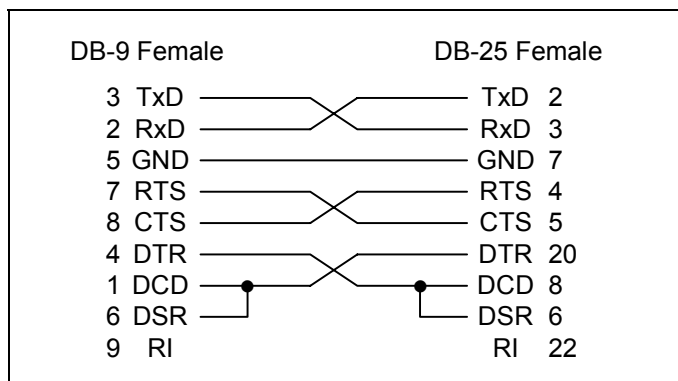 DB-9 Female DB-25 Female
3 TxD TxD 2
2 RxD RxD 3
5 GND GND 7
7 RTS RTS 4
8 CTS CTS 5
4 DTR DTR 20
1 DCD DCD 8
6 DSR DSR 6
9 RI RI 22